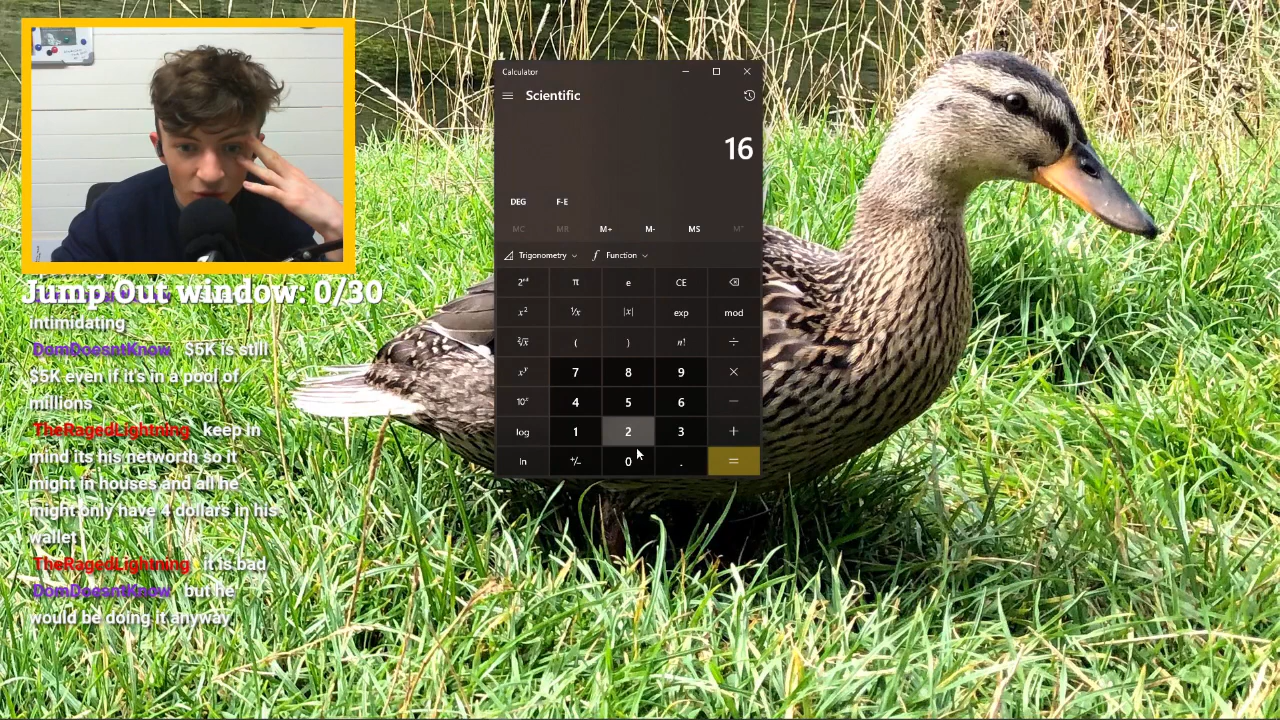 Jump Out window: 0/30
intimidating
DomDoesntKnow $5K is still
$5K even if it's in a pool of
millions
TheRagedLightning keep in
mind its his networth so it
might in houses and all he
might only have 4 dollars in his
wallet
TheRagedLightning it is bad
DomDoesntKnow but he
would be doing it anyway
Calculator
Scientific
16
DEG F-E
MC MR M+ M- MS M˅
Trigonometry Function
2ⁿᵈ π e CE
x² ¹/x |x| exp mod
²√x ( ) n! ÷
xʸ 7 8 9 ×
10ˣ 4 5 6 −
log 1 2 3 +
ln +/− 0 . =